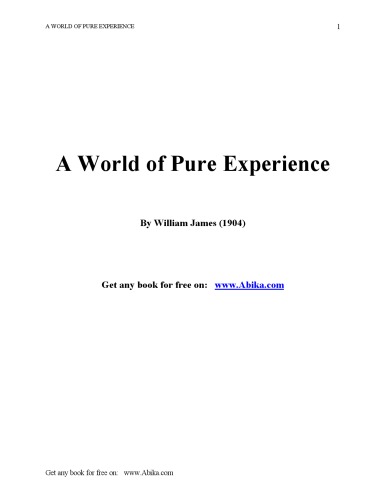 A WORLD OF PURE EXPERIENCE 1
A World of Pure Experience
By William James (1904)
Get any book for free on: www.Abika.com
Get any book for free on: www.Abika.com